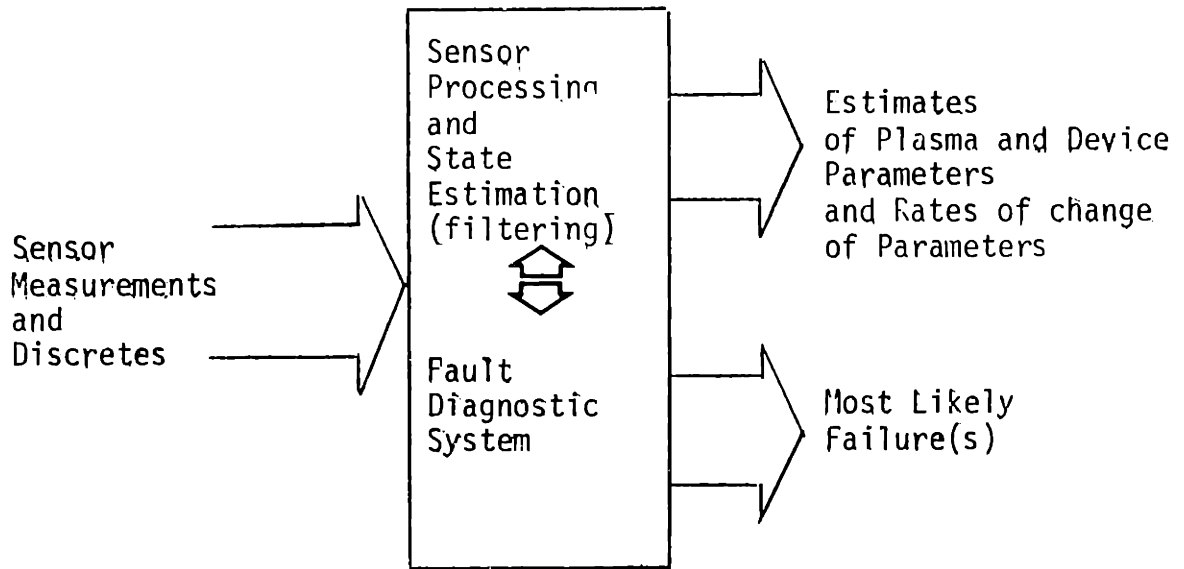 Sensor
Measurements
and
Discretes
Sensor
Processing
and
State
Estimation
(filtering)
Fault
Diagnostic
System
Estimates
of Plasma and Device
Parameters
and Rates of change
of Parameters
Most Likely
Failure(s)